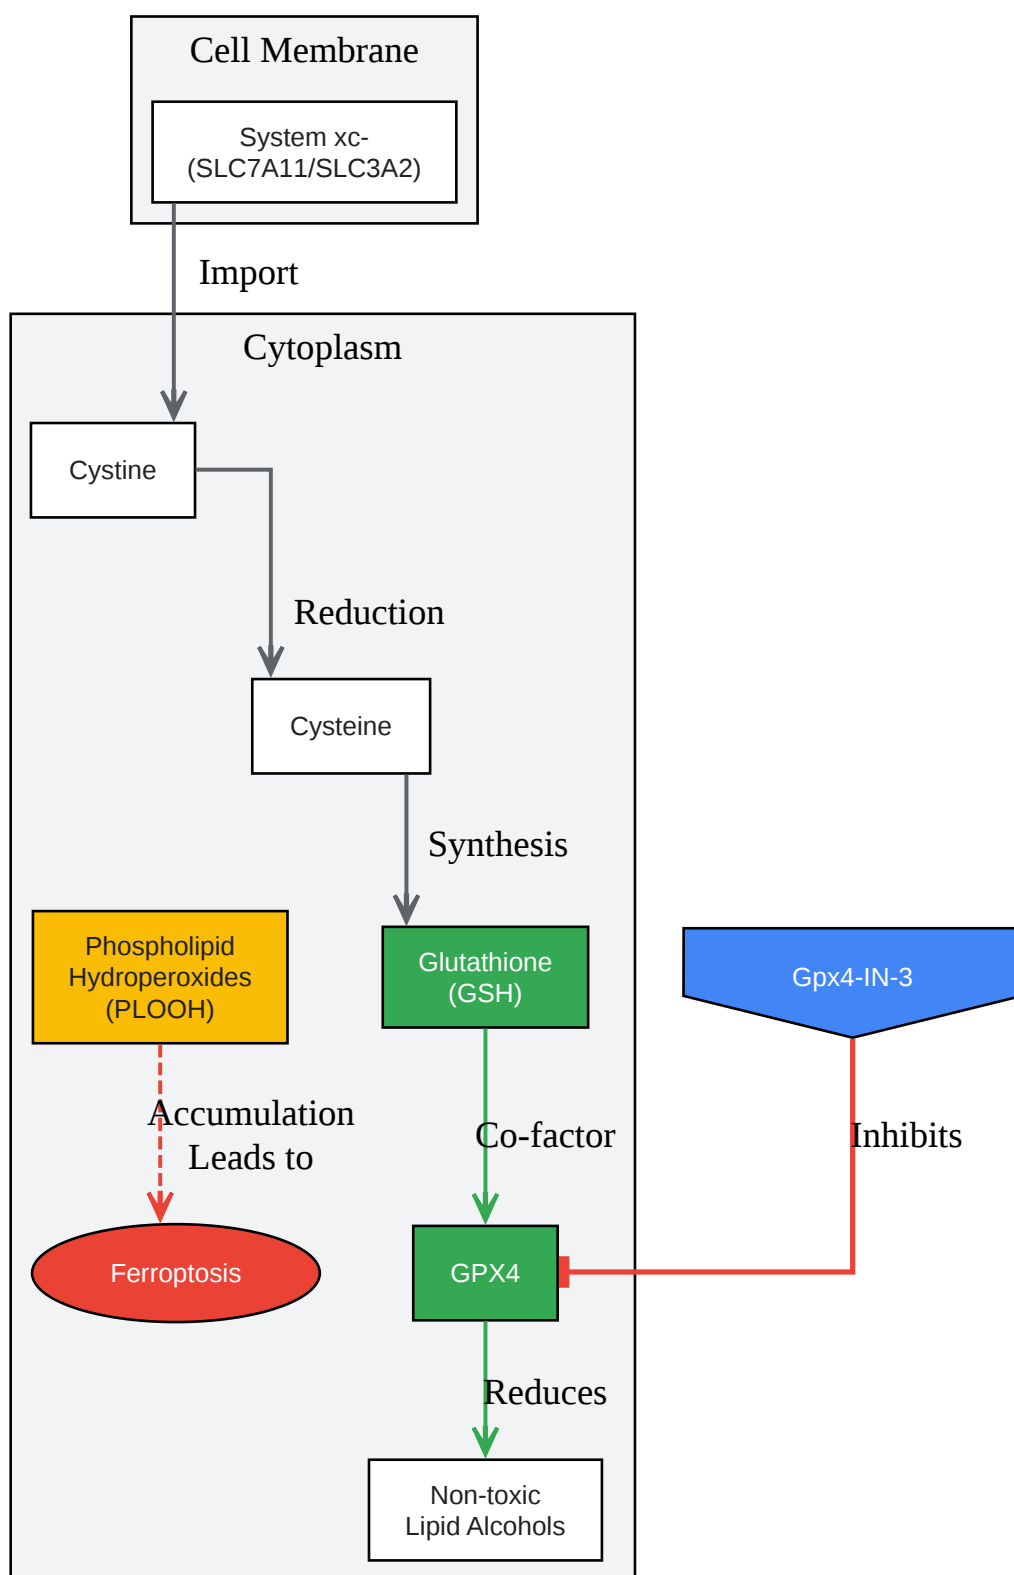 Cell Membrane
System xc-
(SLC7A11/SLC3A2)
Import
Cytoplasm
Cystine
Reduction
Cysteine
Synthesis
Phospholipid
Hydroperoxides
(PLOOH)
Glutathione
(GSH)
Gpx4-IN-3
Accumulation
Leads to
Co-factor
Inhibits
Ferroptosis
GPX4
Reduces
Non-toxic
Lipid Alcohols